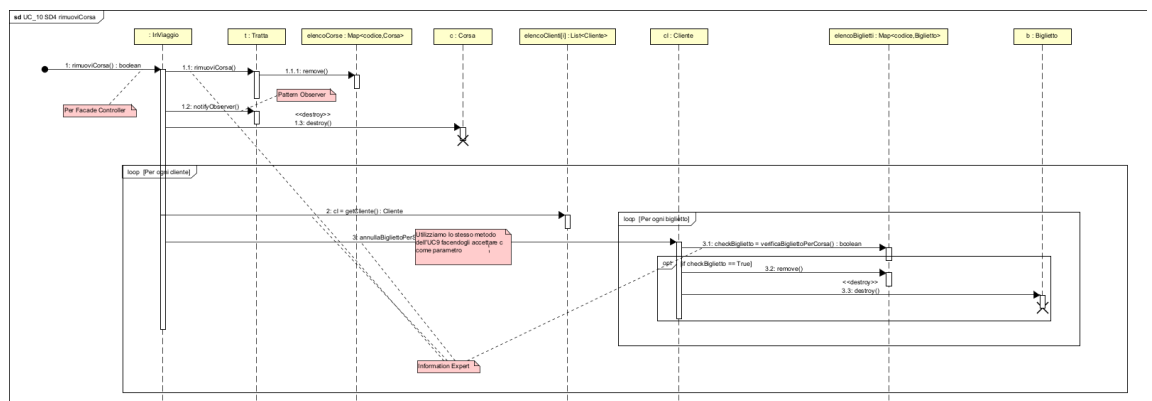 sd UC_10 SD4 rimuoviCorsa
: InViaggio
t : Tratta
elencoCorse : Map<codice,Corsa>
c : Corsa
elencoClienti[i] : List<Cliente>
cl : Cliente
elencoBiglietti : Map<codice,Biglietto>
b : Biglietto
1: rimuoviCorsa() : boolean
1.1: rimuoviCorsa()
1.1.1: remove()
Pattern Observer
Per Facade Controller
1.2: notifyObserver()
<<destroy>>
1.3: destroy()
loop [Per ogni cliente]
2: cl = getCliente() : Cliente
loop [Per ogni biglietto]
3: annullaBigliettoPer
Utilizziamo lo stesso metodo
dell'UC9 facendogli accettare c
come parametro
3.1: checkBiglietto = verificaBigliettoPerCorsa() : boolean
opt [if checkBiglietto == True]
3.2: remove()
<<destroy>>
3.3: destroy()
Information Expert